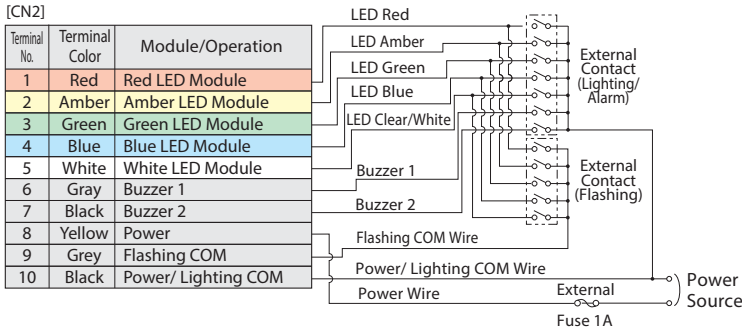 [CN2]
Terminal No. Terminal Color Module/Operation
1 Red Red LED Module
2 Amber Amber LED Module
3 Green Green LED Module
4 Blue Blue LED Module
5 White White LED Module
6 Gray Buzzer 1
7 Black Buzzer 2
8 Yellow Power
9 Grey Flashing COM
10 Black Power/ Lighting COM
LED Red
LED Amber
LED Green
LED Blue
LED Clear/White
Buzzer 1
Buzzer 2
Flashing COM Wire
Power/ Lighting COM Wire
Power Wire
External
Contact
(Lighting/
Alarm)
External
Contact
(Flashing)
External
Fuse 1A
Power
Source